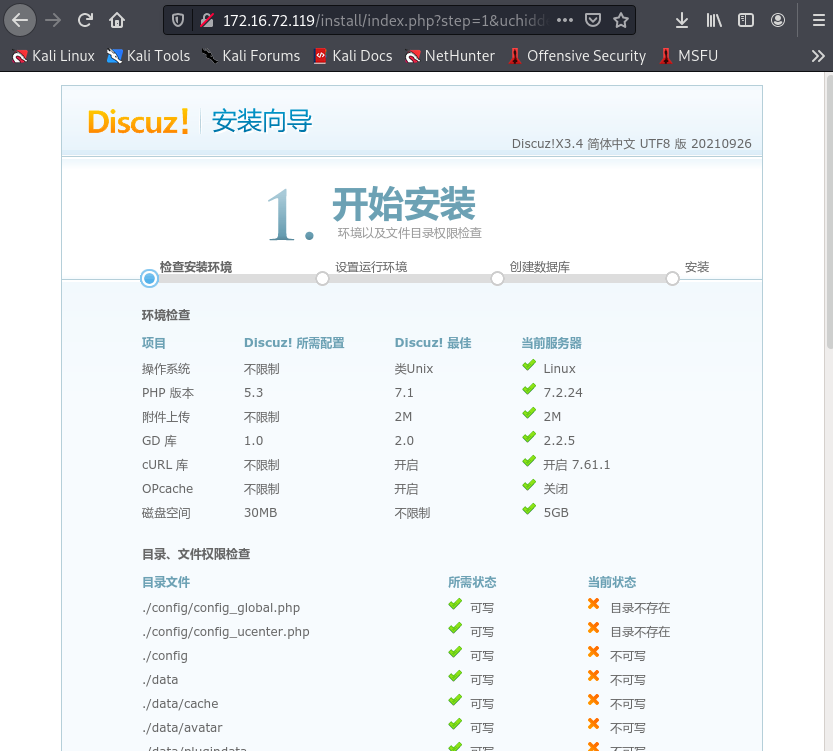 172.16.72.119/install/index.php?step=1&uchidd
Kali Linux Kali Tools Kali Forums Kali Docs NetHunter Offensive Security MSFU
Discuz! 安装向导
Discuz!X3.4 简体中文 UTF8 版 20210926
1. 开始安装
环境以及文件目录权限检查
检查安装环境 设置运行环境 创建数据库 安装
环境检查
项目 Discuz! 所需配置 Discuz! 最佳 当前服务器
操作系统 不限制 类Unix Linux
PHP 版本 5.3 7.1 7.2.24
附件上传 不限制 2M 2M
GD 库 1.0 2.0 2.2.5
cURL 库 不限制 开启 开启 7.61.1
OPcache 不限制 开启 关闭
磁盘空间 30MB 不限制 5GB
目录、文件权限检查
目录文件 所需状态 当前状态
./config/config_global.php 可写 目录不存在
./config/config_ucenter.php 可写 目录不存在
./config 可写 不可写
./data 可写 不可写
./data/cache 可写 不可写
./data/avatar 可写 不可写
./data/plugindata 可写 不可写